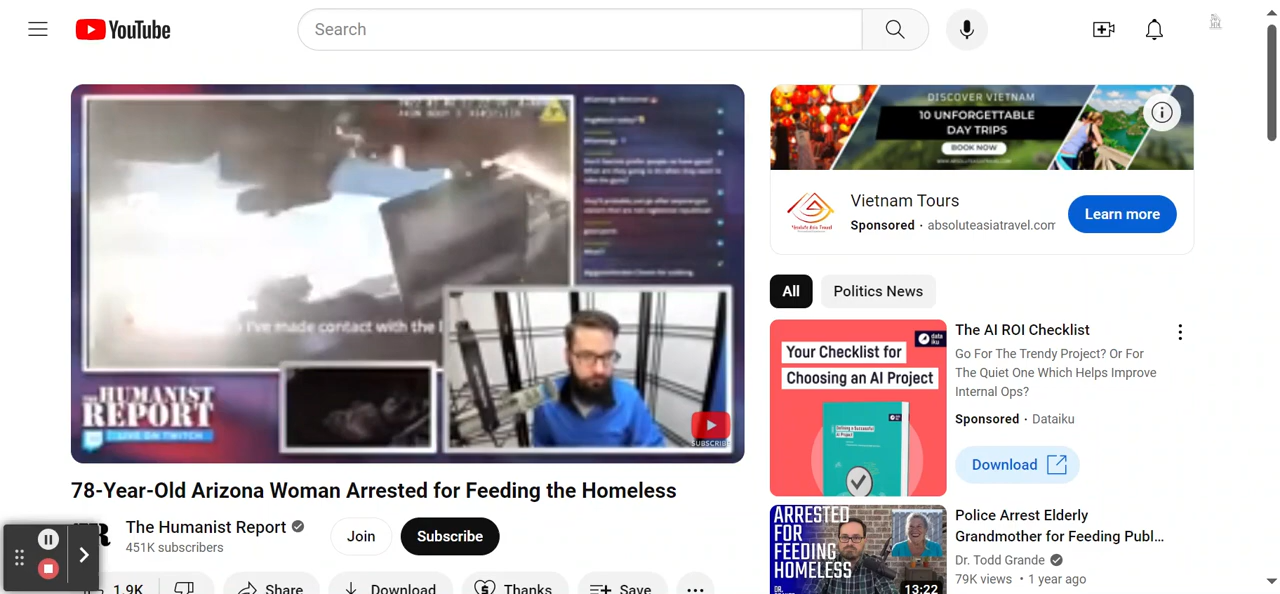 YouTube
Search
I've made contact with the l
THE HUMANIST
REPORT
LIVE ON TWITCH
SUBSCRIBE
78-Year-Old Arizona Woman Arrested for Feeding the Homeless
The Humanist Report
451K subscribers
Join
Subscribe
1.9K
Share
Download
Thanks
Save
DISCOVER VIETNAM
10 UNFORGETTABLE
DAY TRIPS
BOOK NOW
Vietnam Tours
Sponsored · absoluteasiatravel.com
Learn more
All
Politics News
data
iku
Your Checklist for
Choosing an AI Project
The AI ROI Checklist
Go For The Trendy Project? Or For
The Quiet One Which Helps Improve
Internal Ops?
Sponsored · Dataiku
Download
ARRESTED
FOR
FEEDING
HOMELESS
13:22
Police Arrest Elderly
Grandmother for Feeding Publ...
Dr. Todd Grande
79K views · 1 year ago